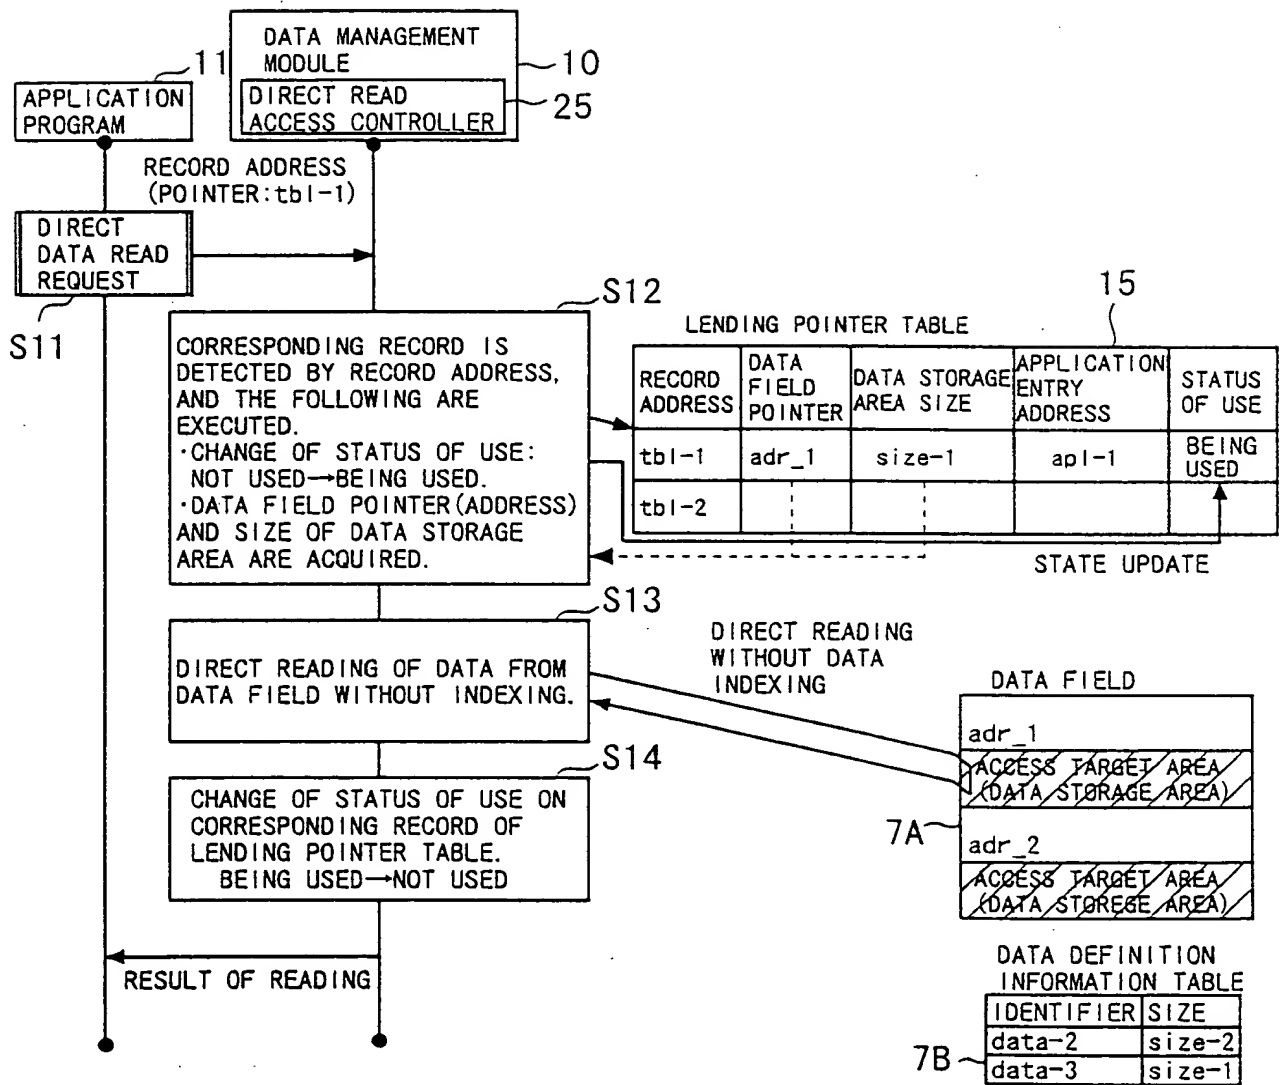 DATA MANAGEMENT
MODULE
10
11
APPLICATION
PROGRAM
DIRECT READ
ACCESS CONTROLLER
25
RECORD ADDRESS
(POINTER:tbl-1)
DIRECT
DATA READ
REQUEST
S11
S12
CORRESPONDING RECORD IS
DETECTED BY RECORD ADDRESS,
AND THE FOLLOWING ARE
EXECUTED.
·CHANGE OF STATUS OF USE:
NOT USED→BEING USED.
·DATA FIELD POINTER(ADDRESS)
AND SIZE OF DATA STORAGE
AREA ARE ACQUIRED.
15
LENDING POINTER TABLE
RECORD
ADDRESS
DATA
FIELD
POINTER
DATA STORAGE
AREA SIZE
APPLICATION
ENTRY
ADDRESS
STATUS
OF USE
tbl-1
adr_1
size-1
apl-1
BEING
USED
tbl-2
STATE UPDATE
S13
DIRECT READING OF DATA FROM
DATA FIELD WITHOUT INDEXING.
DIRECT READING
WITHOUT DATA
INDEXING
DATA FIELD
adr_1
ACCESS TARGET AREA
(DATA STORAGE AREA)
7A
adr_2
ACCESS TARGET AREA
(DATA STOREGE AREA)
S14
CHANGE OF STATUS OF USE ON
CORRESPONDING RECORD OF
LENDING POINTER TABLE.
BEING USED→NOT USED
RESULT OF READING
DATA DEFINITION
INFORMATION TABLE
IDENTIFIER SIZE
data-2 size-2
7B
data-3 size-1